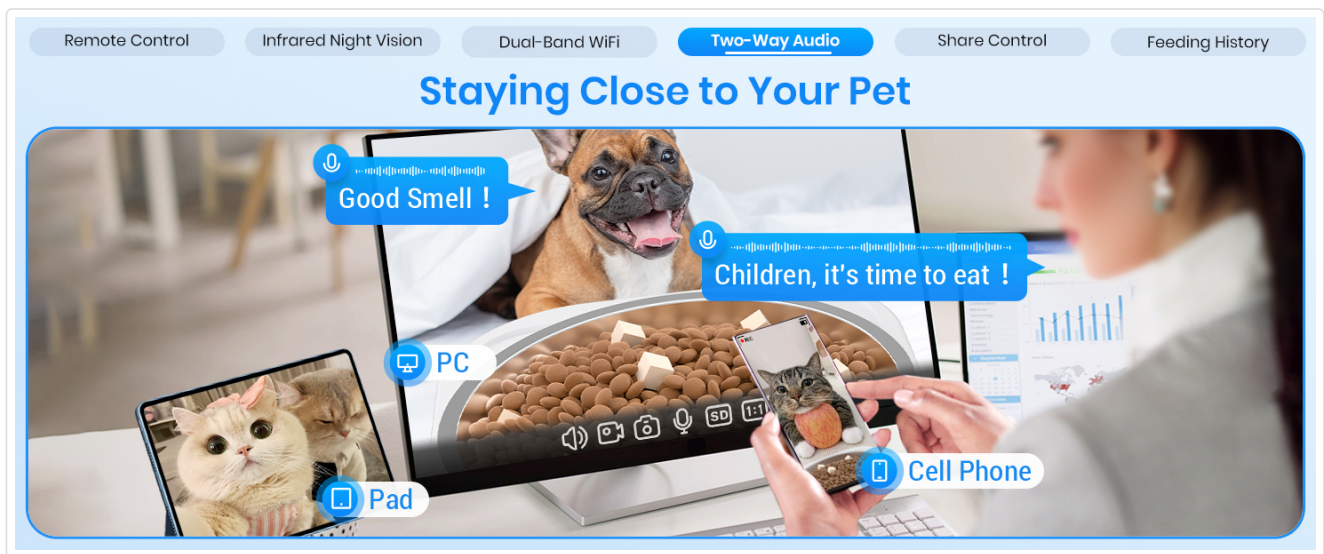 Remote Control
Infrared Night Vision
Dual-Band WiFi
Two-Way Audio
Share Control
Feeding History
Staying Close to Your Pet
Good Smell !
Children, it's time to eat !
PC
SD
1:1
REC
Pad
Cell Phone